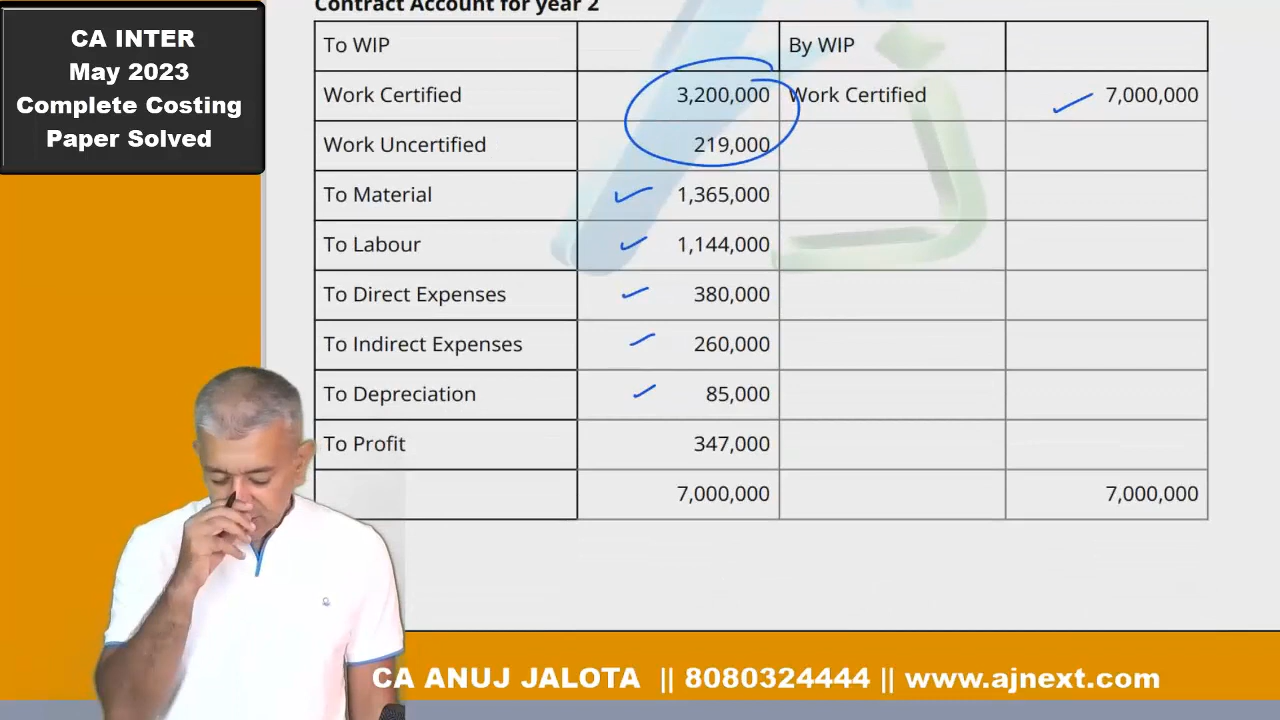 CA INTER
May 2023
Complete Costing
Paper Solved
Contract Account for year 2
To WIP By WIP
Work Certified 3,200,000 Work Certified 7,000,000
Work Uncertified 219,000
To Material 1,365,000
To Labour 1,144,000
To Direct Expenses 380,000
To Indirect Expenses 260,000
To Depreciation 85,000
To Profit 347,000
7,000,000 7,000,000
CA ANUJ JALOTA || 8080324444 || www.ajnext.com